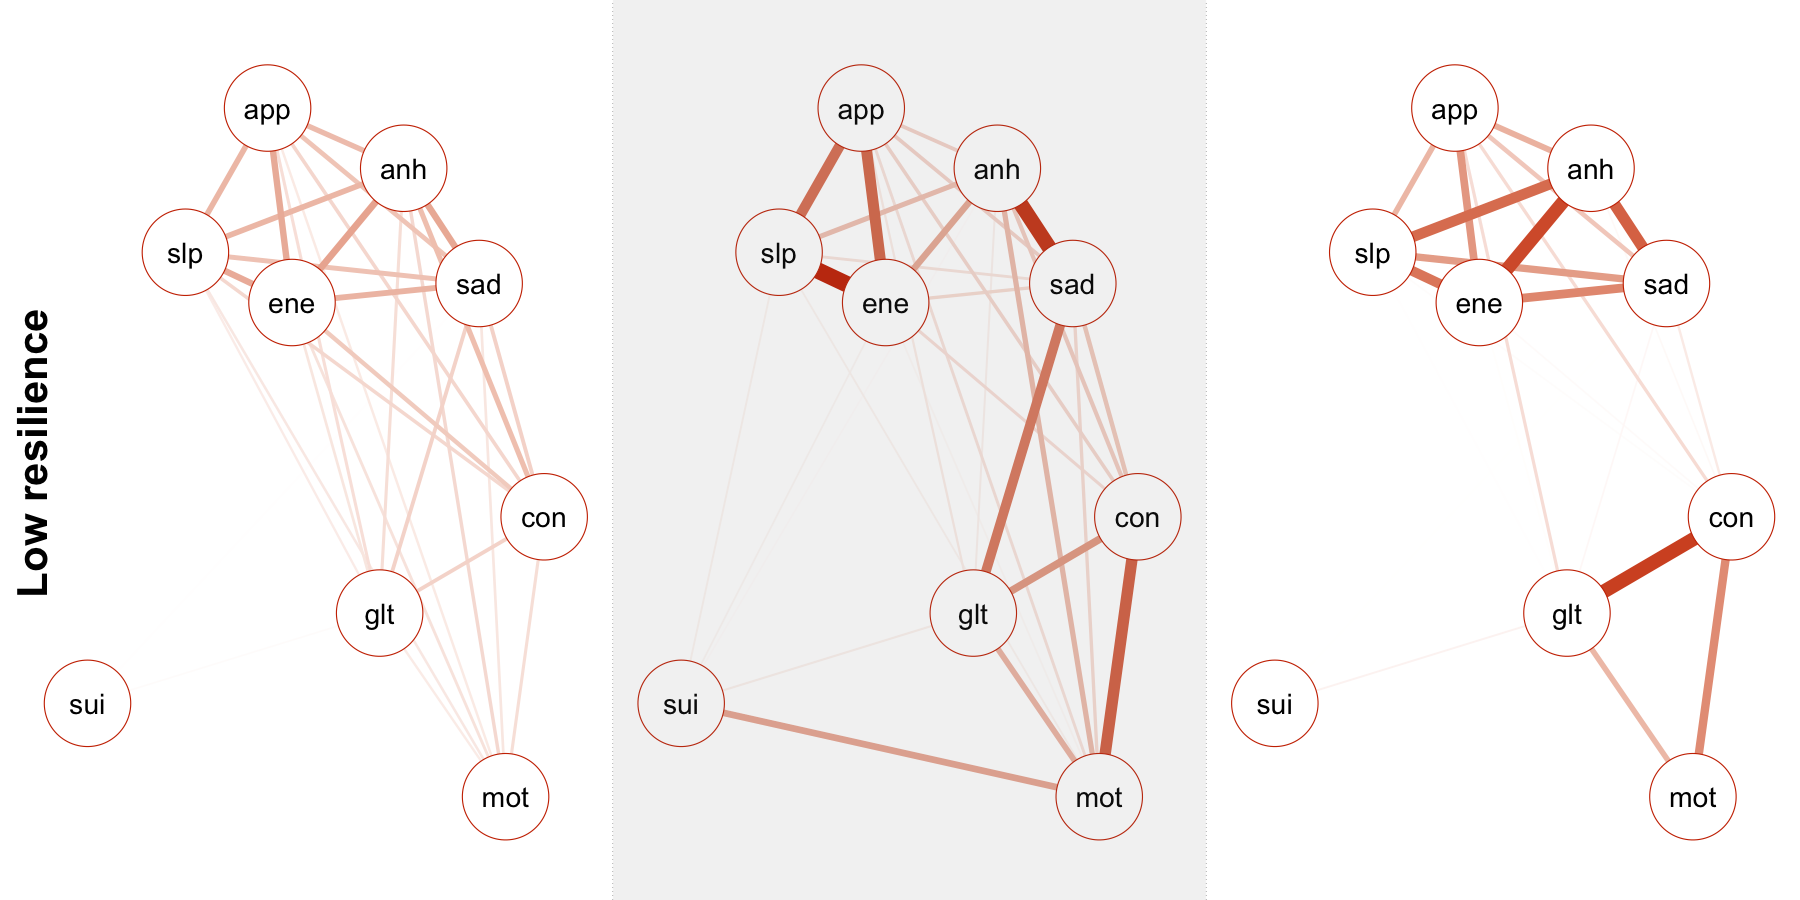 Low resilience
app
anh
slp
ene
sad
con
glt
sui
mot
app
anh
slp
ene
sad
con
glt
sui
mot
app
anh
slp
ene
sad
con
glt
sui
mot